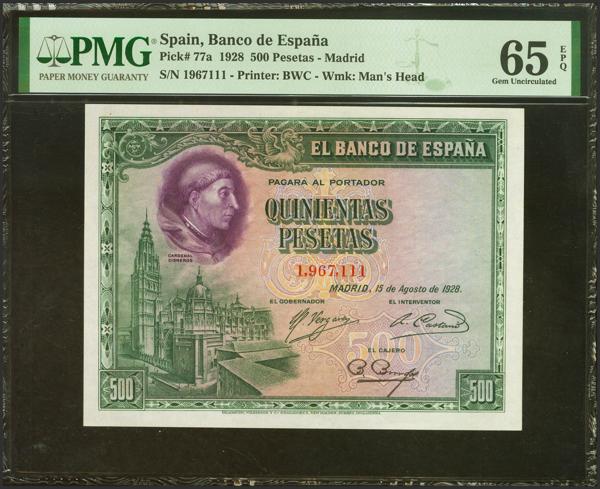 PMG
PAPER MONEY GUARANTY
Spain, Banco de España
Pick# 77a 1928 500 Pesetas - Madrid
S/N 1967111 - Printer: BWC - Wmk: Man's Head
65 EPQ
Gem Uncirculated
EL BANCO DE ESPAÑA
PAGARA AL PORTADOR
QUINIENTAS
PESETAS
1,967,111
MADRID, 15 de Agosto de 1928.
CARDENAL
CISNEROS
EL GOBERNADOR
EL INTERVENTOR
500
EL CAJERO
500
500